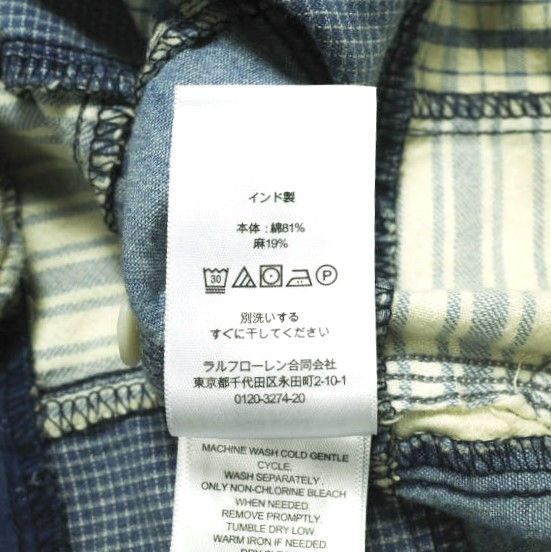 インド製
本体 : 綿81%
麻19%
30 P
別洗いする
すぐに干してください
ラルフローレン合同会社
東京都千代田区永田町2-10-1
0120-3274-20
MACHINE WASH COLD GENTLE
CYCLE.
WASH SEPARATELY.
ONLY NON-CHLORINE BLEACH
WHEN NEEDED.
REMOVE PROMPTLY.
TUMBLE DRY LOW.
WARM IRON IF NEEDED